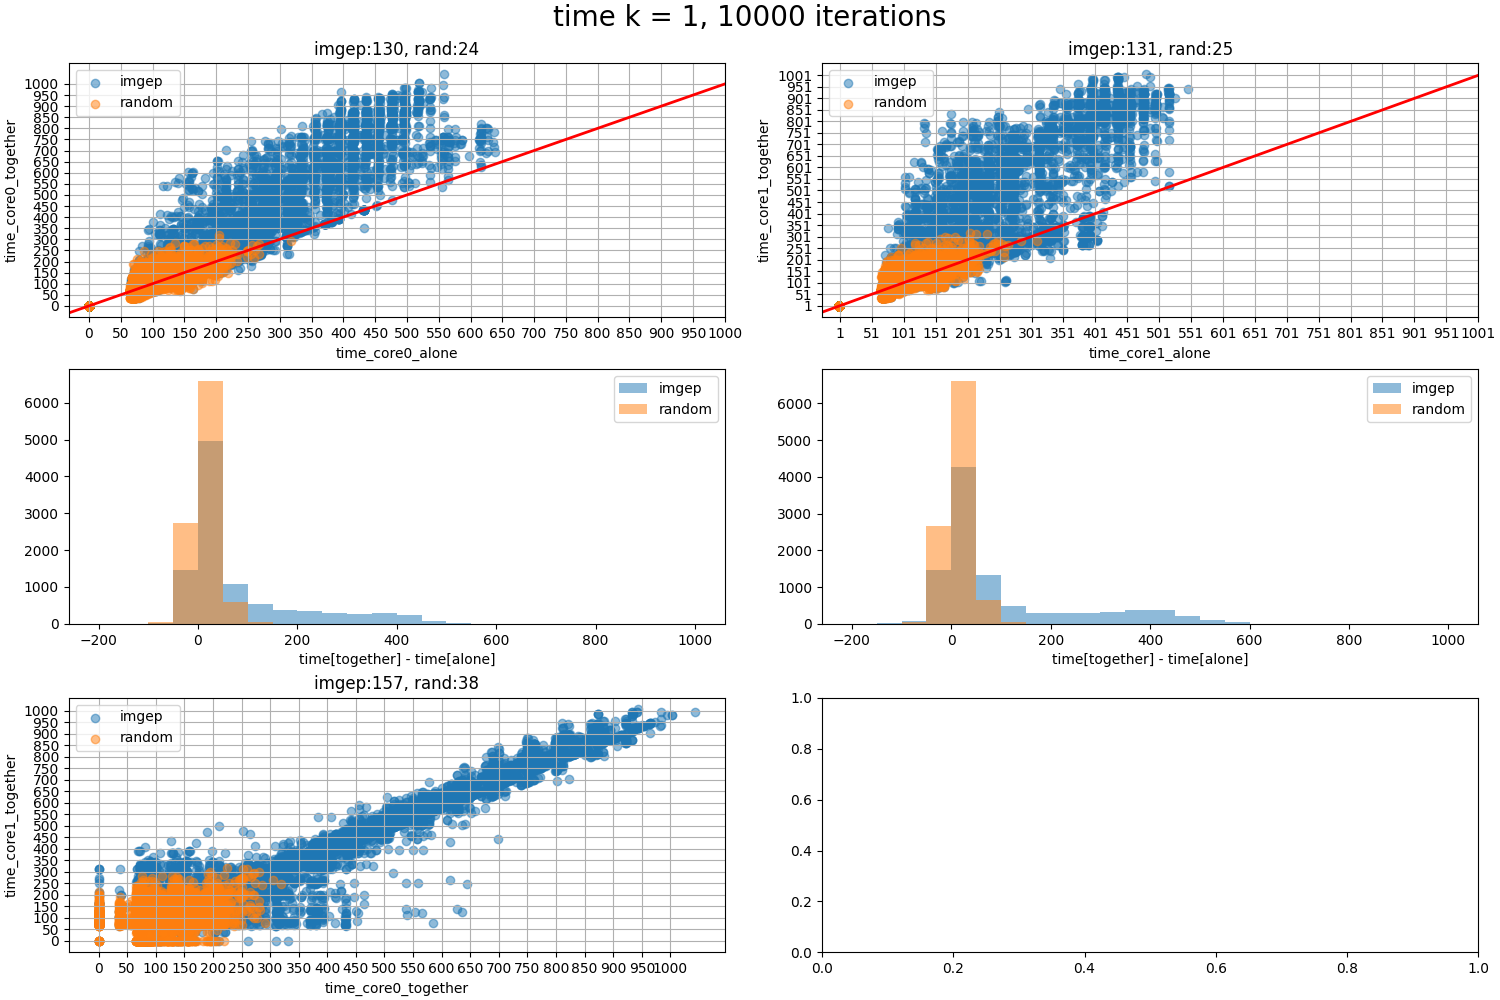 time k = 1, 10000 iterations
imgep:130, rand:24
imgep
random
1000
950
900
850
800
750
700
650
600
550
500
450
400
350
300
250
200
150
100
50
0
time_core0_together
0 50 100 150 200 250 300 350 400 450 500 550 600 650 700 750 800 850 900 950 1000
time_core0_alone
imgep:131, rand:25
imgep
random
1001
951
901
851
801
751
701
651
601
551
501
451
401
351
301
251
201
151
101
51
1
time_core1_together
1 51 101 151 201 251 301 351 401 451 501 551 601 651 701 751 801 851 901 951 1001
time_core1_alone
imgep
random
6000
5000
4000
3000
2000
1000
0
−200 0 200 400 600 800 1000
time[together] - time[alone]
imgep
random
6000
5000
4000
3000
2000
1000
0
−200 0 200 400 600 800 1000
time[together] - time[alone]
imgep:157, rand:38
imgep
random
1000
950
900
850
800
750
700
650
600
550
500
450
400
350
300
250
200
150
100
50
0
time_core1_together
0 50 100 150 200 250 300 350 400 450 500 550 600 650 700 750 800 850 900 950 1000
time_core0_together
1.0
0.8
0.6
0.4
0.2
0.0
0.0 0.2 0.4 0.6 0.8 1.0